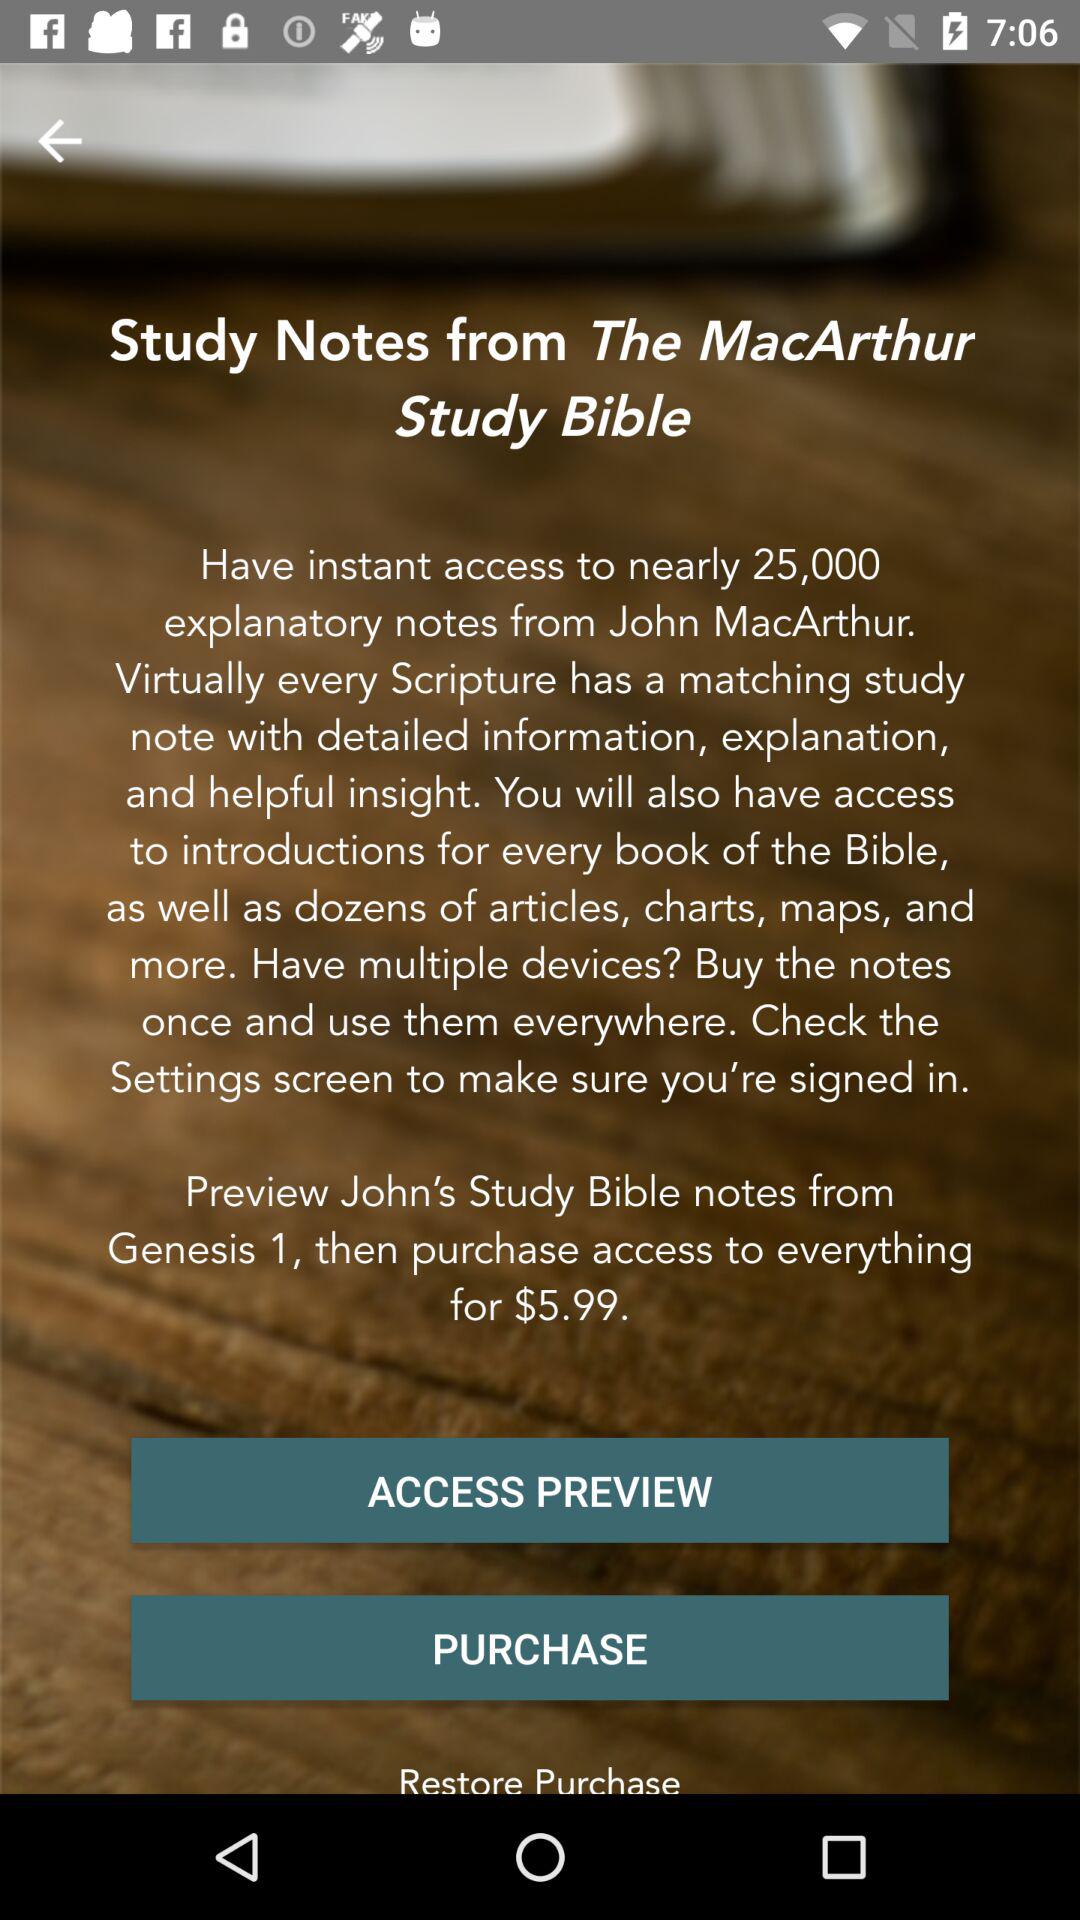 FAKE
7:06
Study Notes from The MacArthur
Study Bible
Have instant access to nearly 25,000
explanatory notes from John MacArthur.
Virtually every Scripture has a matching study
note with detailed information, explanation,
and helpful insight. You will also have access
to introductions for every book of the Bible,
as well as dozens of articles, charts, maps, and
more. Have multiple devices? Buy the notes
once and use them everywhere. Check the
Settings screen to make sure you’re signed in.
Preview John’s Study Bible notes from
Genesis 1, then purchase access to everything
for $5.99.
ACCESS PREVIEW
PURCHASE
Restore Purchase